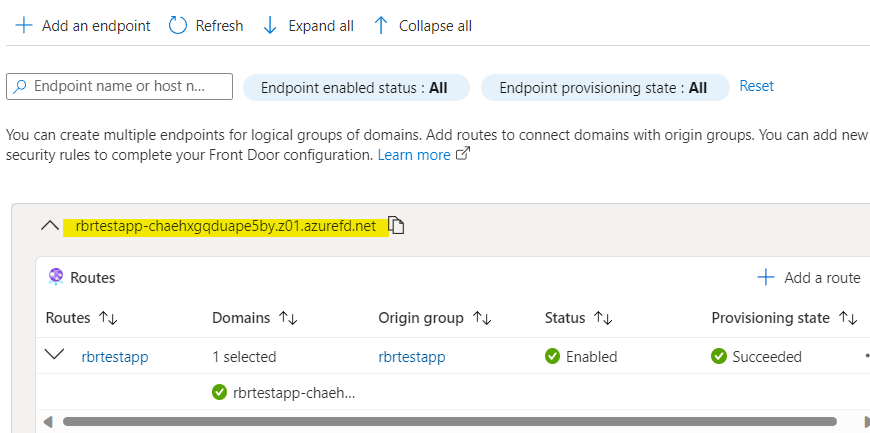 Add an endpoint Refresh Expand all Collapse all
Endpoint name or host n... Endpoint enabled status : All Endpoint provisioning state : All Reset
You can create multiple endpoints for logical groups of domains. Add routes to connect domains with origin groups. You can add new
security rules to complete your Front Door configuration. Learn more
rbrtestapp-chaehxgqduape5by.z01.azurefd.net
Routes Add a route
Routes Domains Origin group Status Provisioning state
rbrtestapp 1 selected rbrtestapp Enabled Succeeded
rbrtestapp-chaeh...